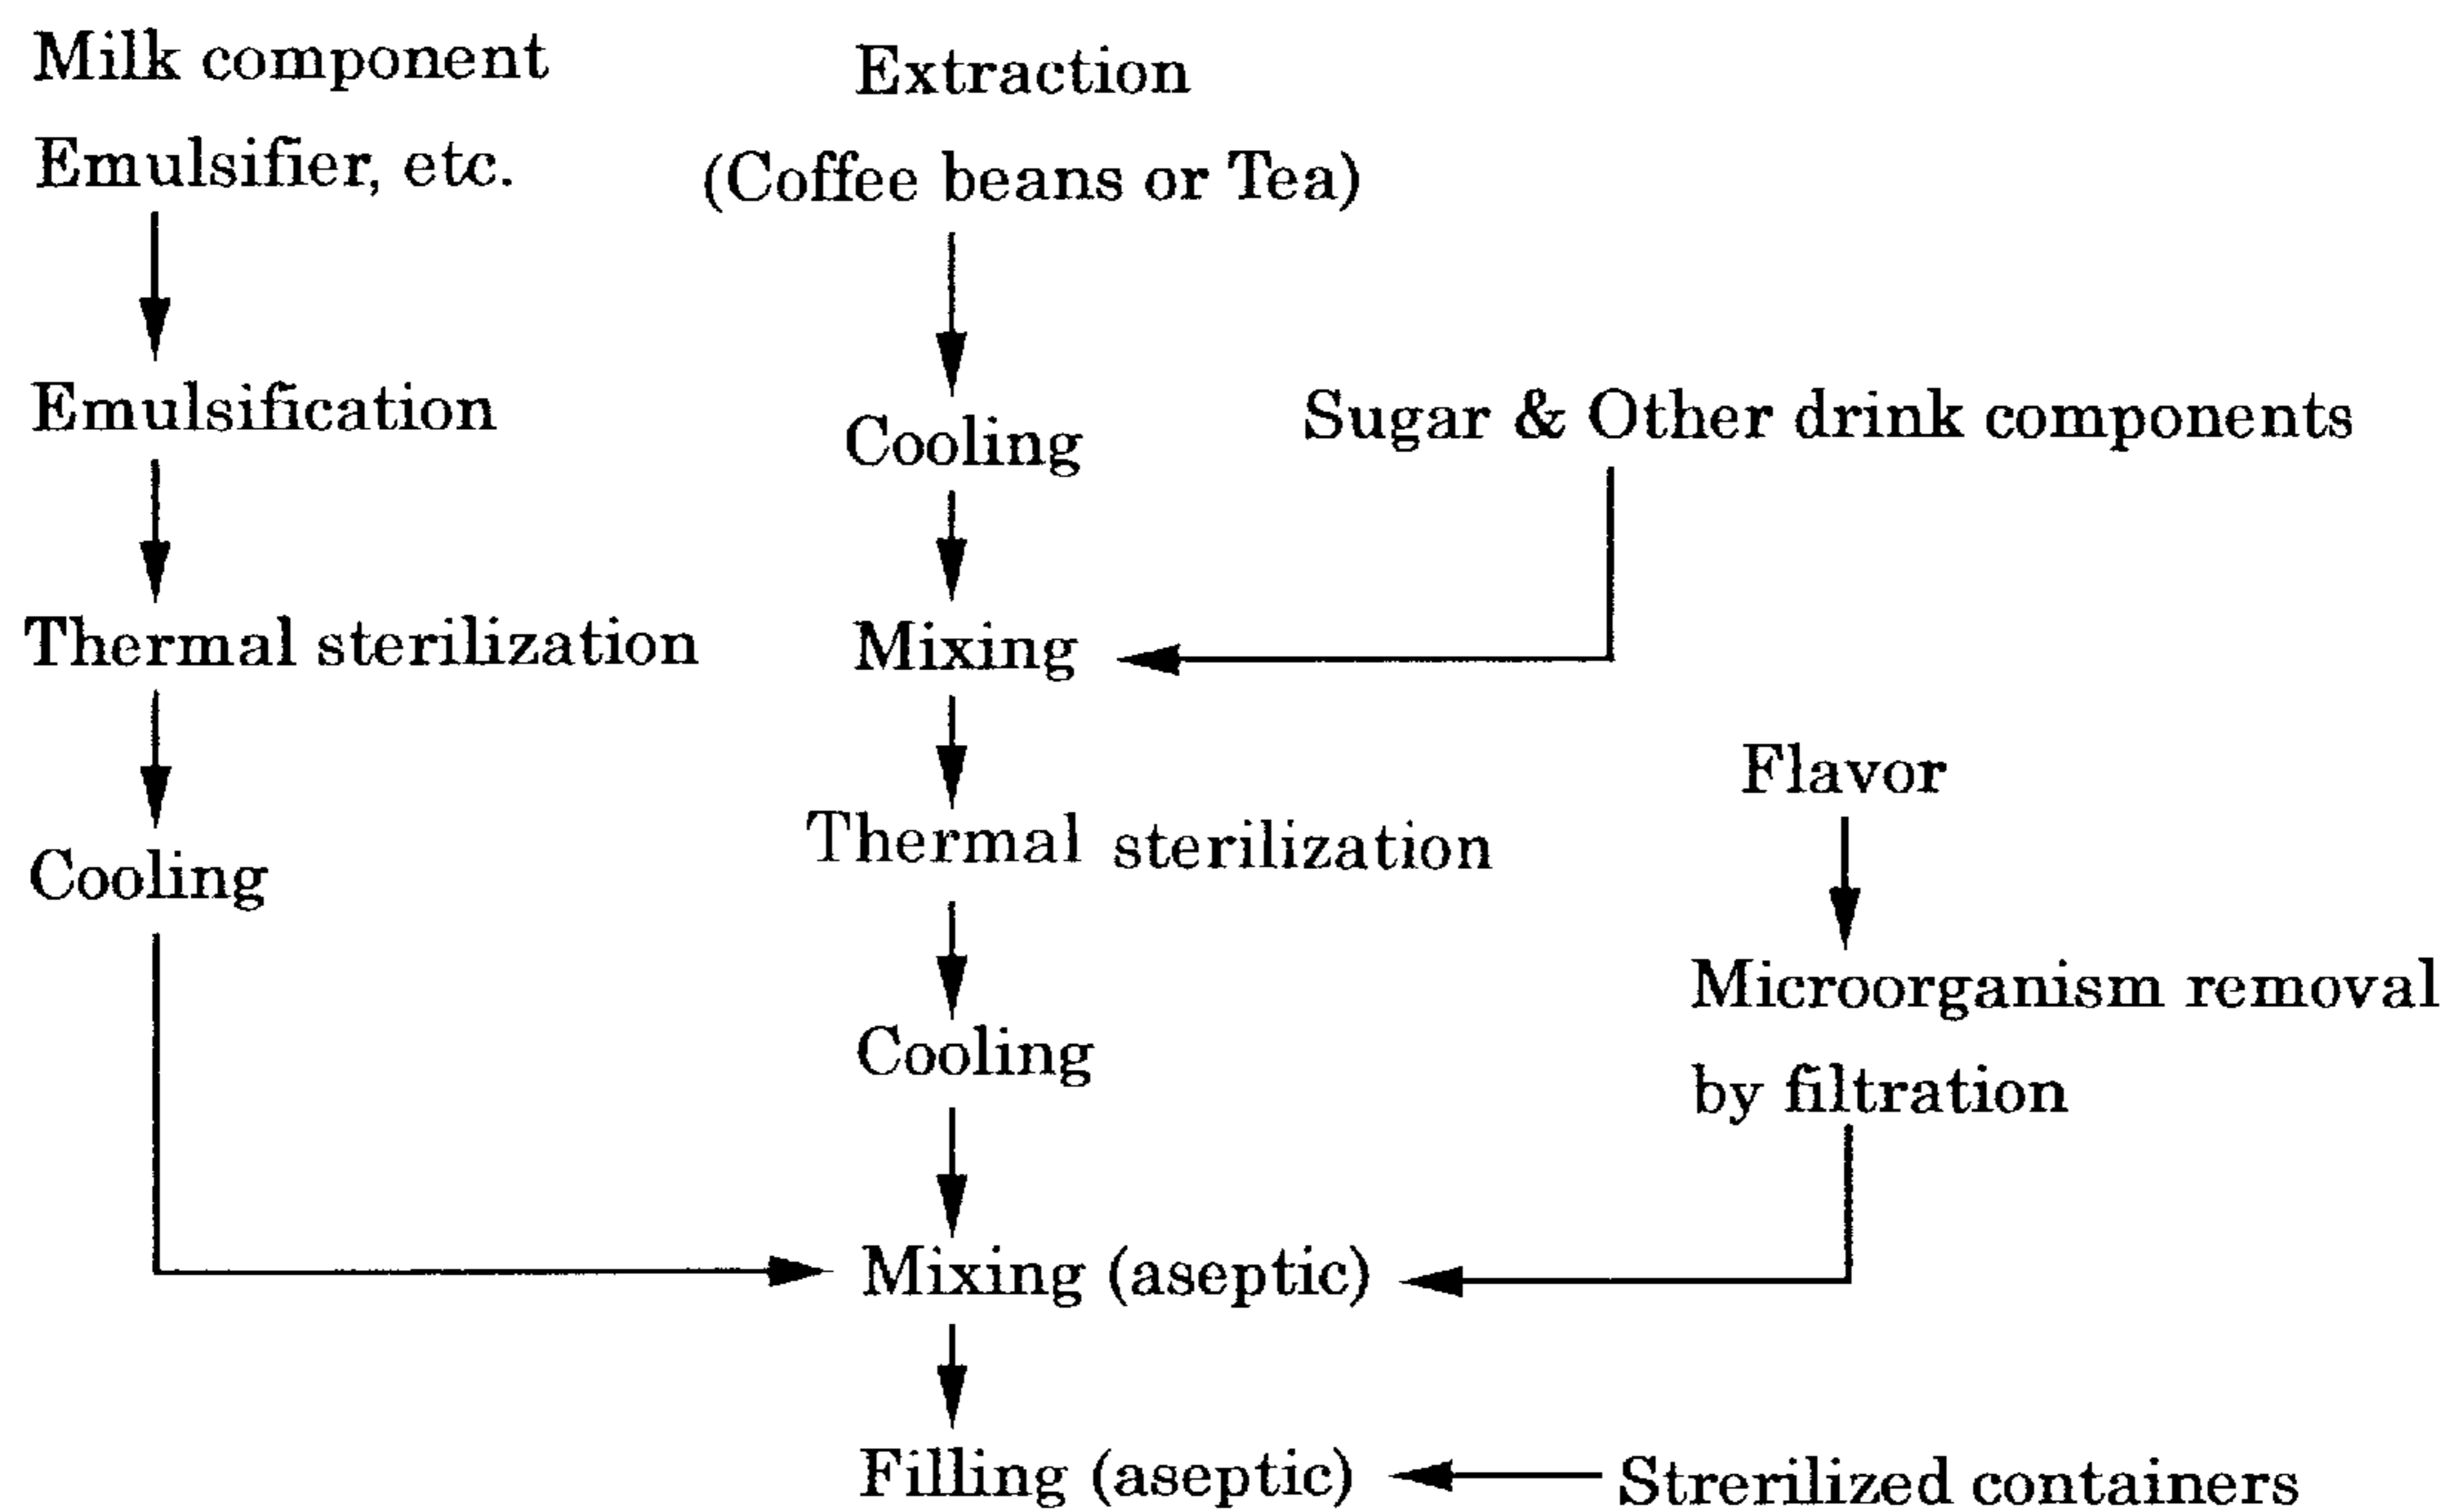 Milk component
Emulsifier, etc.
Extraction
(Coffee beans or Tea)
Emulsification
Cooling
Sugar & Other drink components
Thermal sterilization
Mixing
Flavor
Thermal sterilization
Cooling
Microorganism removal
by filtration
Cooling
Mixing (aseptic)
Filling (aseptic)
Strerilized containers